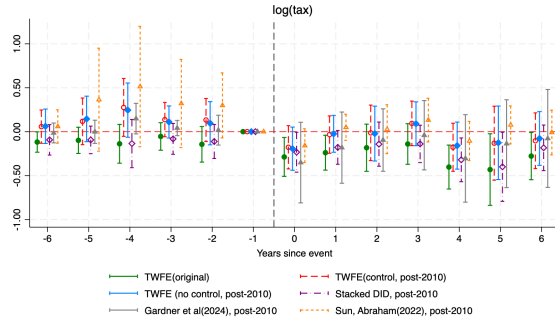 log(tax)
1.00
0.50
0.00
-0.50
-1.00
-6 -5 -4 -3 -2 -1 0 1 2 3 4 5 6
Years since event
TWFE(original) TWFE(control, post-2010)
TWFE (no control, post-2010) Stacked DID, post-2010
Gardner et al(2024), post-2010 Sun, Abraham(2022), post-2010